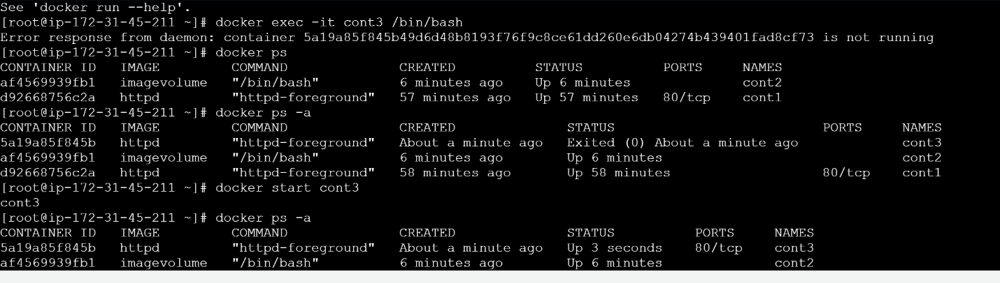 See 'docker run --help'.
[root@ip-172-31-45-211 ~]# docker exec -it cont3 /bin/bash
Error response from daemon: container 5a19a85f845b49d6d48b8193f76f9c8ce61dd260e6db04274b439401fad8cf73 is not running
[root@ip-172-31-45-211 ~]# docker ps
CONTAINER ID   IMAGE         COMMAND              CREATED          STATUS          PORTS     NAMES
af4569939fb1   imagevolume   "/bin/bash"          6 minutes ago    Up 6 minutes              cont2
d92668756c2a   httpd         "httpd-foreground"   57 minutes ago   Up 57 minutes   80/tcp    cont1
[root@ip-172-31-45-211 ~]# docker ps -a
CONTAINER ID   IMAGE         COMMAND              CREATED              STATUS                          PORTS     NAMES
5a19a85f845b   httpd         "httpd-foreground"   About a minute ago   Exited (0) About a minute ago             cont3
af4569939fb1   imagevolume   "/bin/bash"          6 minutes ago        Up 6 minutes                              cont2
d92668756c2a   httpd         "httpd-foreground"   58 minutes ago       Up 58 minutes                   80/tcp    cont1
[root@ip-172-31-45-211 ~]# docker start cont3
cont3
[root@ip-172-31-45-211 ~]# docker ps -a
CONTAINER ID   IMAGE         COMMAND              CREATED              STATUS          PORTS     NAMES
5a19a85f845b   httpd         "httpd-foreground"   About a minute ago   Up 3 seconds    80/tcp    cont3
af4569939fb1   imagevolume   "/bin/bash"          6 minutes ago        Up 6 minutes              cont2